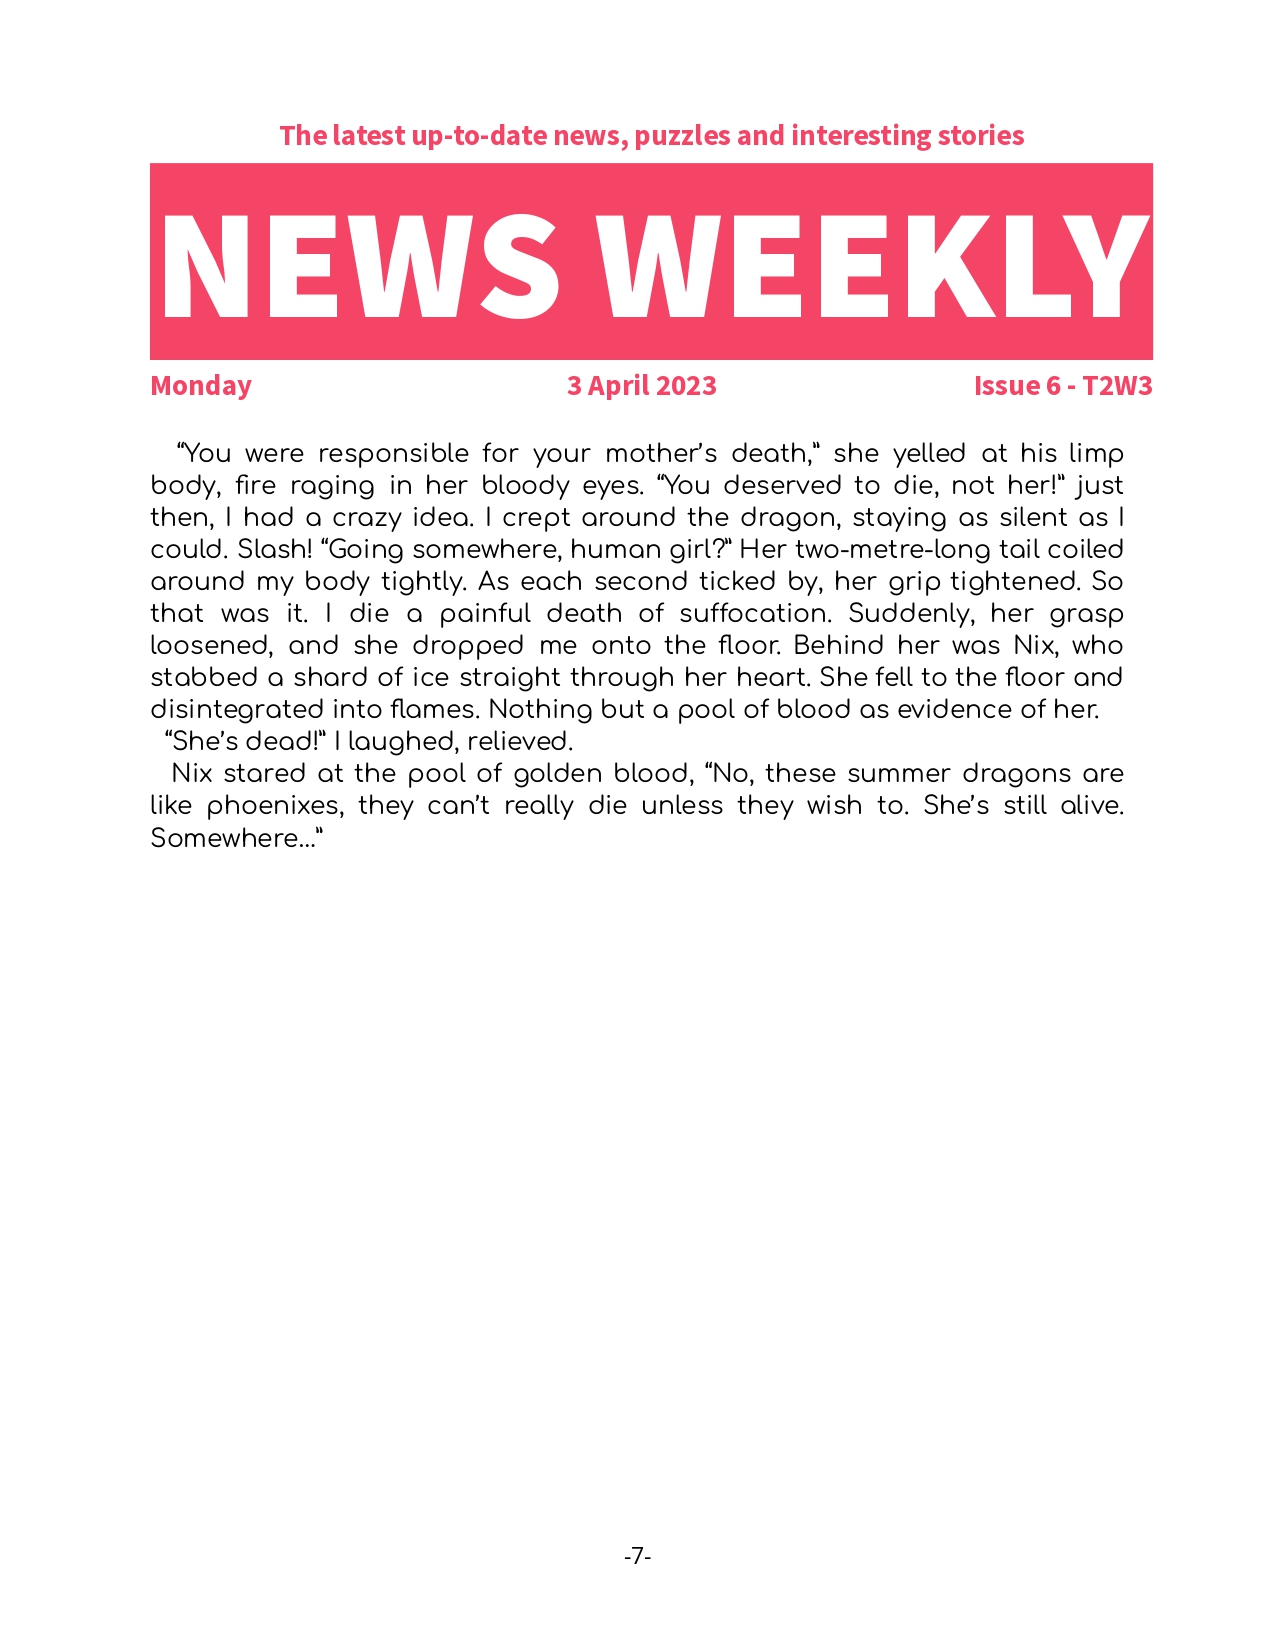 The latest up-to-date news, puzzles and interesting stories
NEWS WEEKLY
Monday 3 April 2023 Issue 6 - T2W3
“You were responsible for your mother’s death,” she yelled at his limp
body, fire raging in her bloody eyes. “You deserved to die, not her!” just
then, I had a crazy idea. I crept around the dragon, staying as silent as I
could. Slash! “Going somewhere, human girl?” Her two-metre-long tail coiled
around my body tightly. As each second ticked by, her grip tightened. So
that was it. I die a painful death of suffocation. Suddenly, her grasp
loosened, and she dropped me onto the floor. Behind her was Nix, who
stabbed a shard of ice straight through her heart. She fell to the floor and
disintegrated into flames. Nothing but a pool of blood as evidence of her.
“She’s dead!” I laughed, relieved.
Nix stared at the pool of golden blood, “No, these summer dragons are
like phoenixes, they can’t really die unless they wish to. She’s still alive.
Somewhere...”
-7-